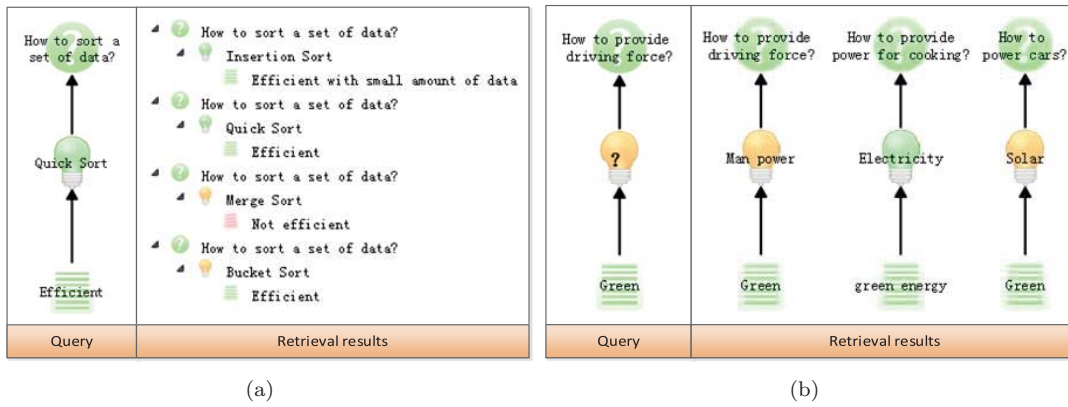 How to sort a
set of data?
Quick Sort
Efficient
Query
How to sort a set of data?
Insertion Sort
Efficient with small amount of data
How to sort a set of data?
Quick Sort
Efficient
How to sort a set of data?
Merge Sort
Not efficient
How to sort a set of data?
Bucket Sort
Efficient
Retrieval results
(a)
How to provide
driving force?
?
Green
Query
How to provide
driving force?
Man power
Green
How to provide
power for cooking?
Electricity
green energy
How to
power cars?
Solar
Green
Retrieval results
(b)